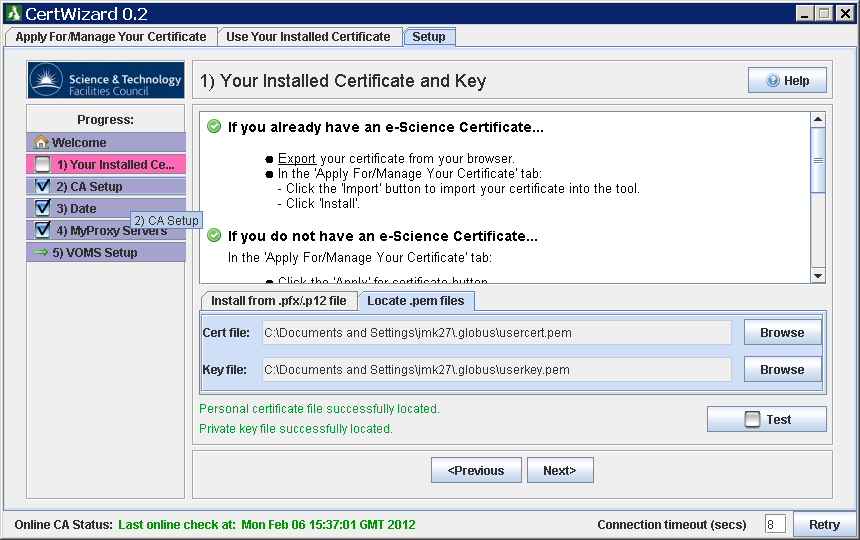 CertWizard 0.2
Apply For/Manage Your Certificate
Use Your Installed Certificate
Setup
Science & Technology
Facilities Council
Progress:
Welcome
1) Your Installed Ce...
2) CA Setup
3) Date
2) CA Setup
4) MyProxy Servers
5) VOMS Setup
1) Your Installed Certificate and Key
Help
If you already have an e-Science Certificate...
● Export your certificate from your browser.
● In the 'Apply For/Manage Your Certificate' tab:
- Click the 'Import' button to import your certificate into the tool.
- Click 'Install'.
If you do not have an e-Science Certificate...
In the 'Apply For/Manage Your Certificate' tab:
● Click the 'Apply' for certificate button
Install from .pfx/.p12 file
Locate .pem files
Cert file: C:\Documents and Settings\jmk27\.globus\usercert.pem Browse
Key file: C:\Documents and Settings\jmk27\.globus\userkey.pem Browse
Personal certificate file successfully located.
Private key file successfully located.
Test
<Previous
Next>
Online CA Status: Last online check at: Mon Feb 06 15:37:01 GMT 2012
Connection timeout (secs) 8 Retry